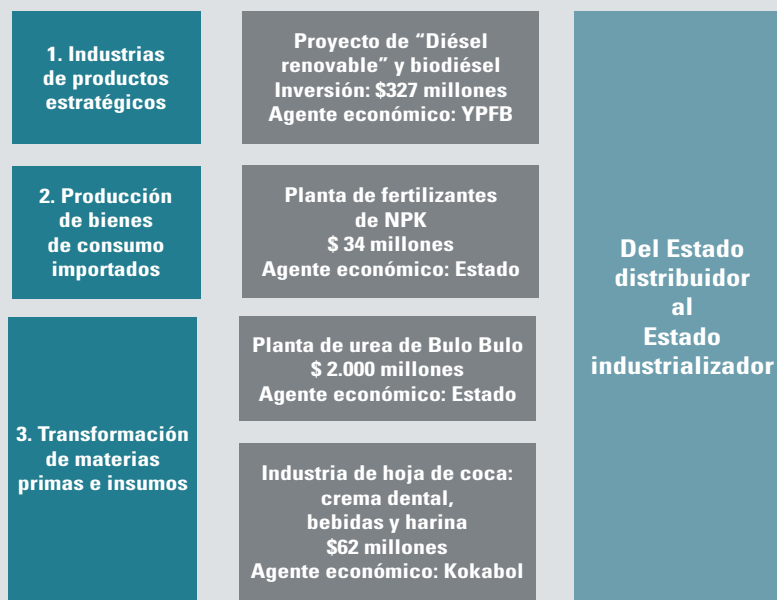 1. Industrias
de productos
estratégicos
Proyecto de “Diésel
renovable” y biodiésel
Inversión: $327 millones
Agente económico: YPFB
2. Producción
de bienes
de consumo
importados
Planta de fertilizantes
de NPK
$ 34 millones
Agente económico: Estado
3. Transformación
de materias
primas e insumos
Planta de urea de Bulo Bulo
$ 2.000 millones
Agente económico: Estado
Industria de hoja de coca:
crema dental,
bebidas y harina
$62 millones
Agente económico: Kokabol
Del Estado
distribuidor
al
Estado
industrializador